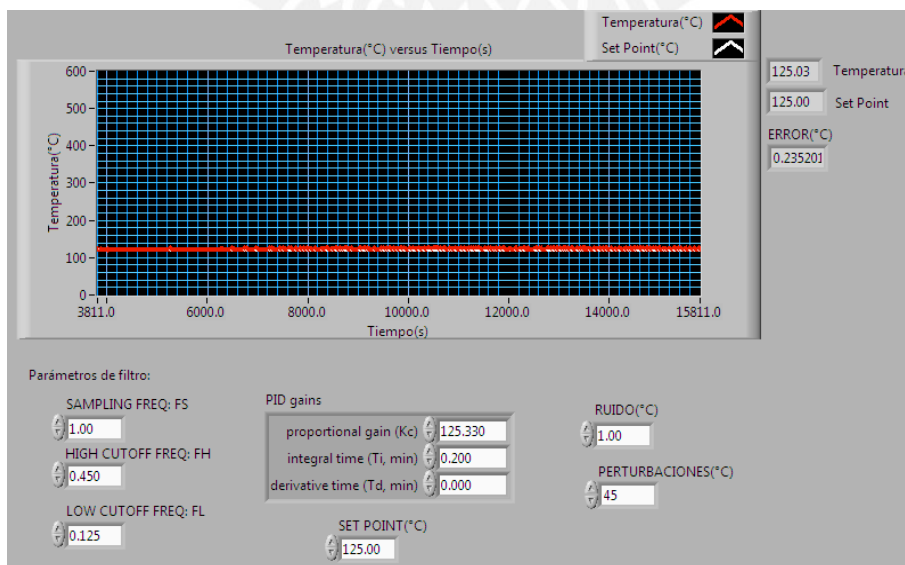 Temperatura(°C)
Temperatura(°C) versus Tiempo(s)
Set Point(°C)
600
500
400
300
200
100
0
Temperatura(°C)
3811.0
6000.0
8000.0
10000.0
12000.0
14000.0
15811.0
Tiempo(s)
125.03 Temperatura
125.00 Set Point
ERROR(°C)
0.235201
Parámetros de filtro:
SAMPLING FREQ: FS
1.00
HIGH CUTOFF FREQ: FH
0.450
LOW CUTOFF FREQ: FL
0.125
PID gains
proportional gain (Kc) 125.330
integral time (Ti, min) 0.200
derivative time (Td, min) 0.000
SET POINT(°C)
125.00
RUIDO(°C)
1.00
PERTURBACIONES(°C)
45